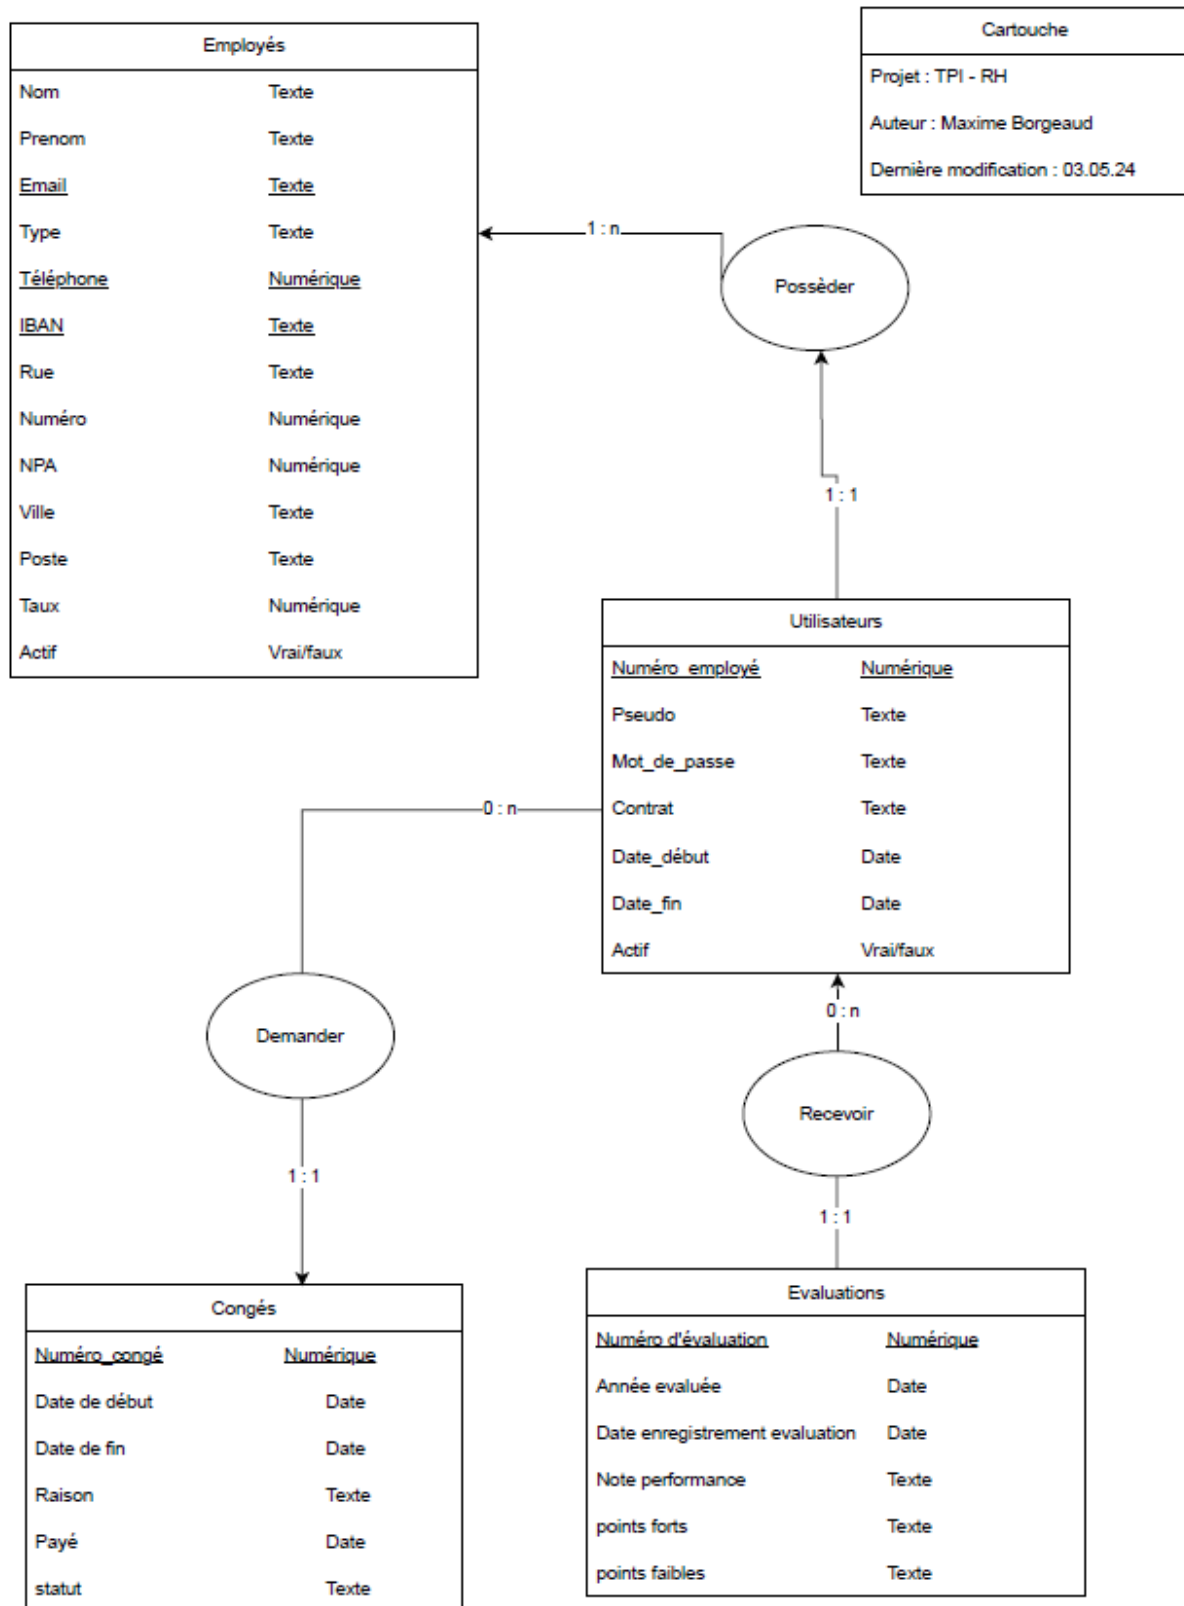 Employés
Nom Texte
Prenom Texte
Email Texte
Type Texte
Téléphone Numérique
IBAN Texte
Rue Texte
Numéro Numérique
NPA Numérique
Ville Texte
Poste Texte
Taux Numérique
Actif Vrai/faux
Cartouche
Projet : TPI - RH
Auteur : Maxime Borgeaud
Dernière modification : 03.05.24
1 : n
Possèder
1 : 1
Utilisateurs
Numéro_employé Numérique
Pseudo Texte
Mot_de_passe Texte
Contrat Texte
Date_début Date
Date_fin Date
Actif Vrai/faux
0 : n
Demander
1 : 1
0 : n
Recevoir
1 : 1
Congés
Numéro_congé Numérique
Date de début Date
Date de fin Date
Raison Texte
Payé Date
statut Texte
Evaluations
Numéro d'évaluation Numérique
Année evaluée Date
Date enregistrement evaluation Date
Note performance Texte
points forts Texte
points faibles Texte